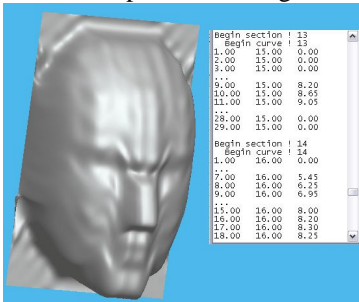 Begin section ! 13
Begin curve ! 13
1.00 15.00 0.00
2.00 15.00 0.00
3.00 15.00 0.00
...
9.00 15.00 8.20
10.00 15.00 8.65
11.00 15.00 9.05
...
28.00 15.00 0.00
29.00 15.00 0.00
Begin section ! 14
Begin curve ! 14
1.00 16.00 0.00
...
7.00 16.00 5.45
8.00 16.00 6.25
9.00 16.00 6.95
...
15.00 16.00 8.00
16.00 16.00 8.20
17.00 16.00 8.30
18.00 16.00 8.25